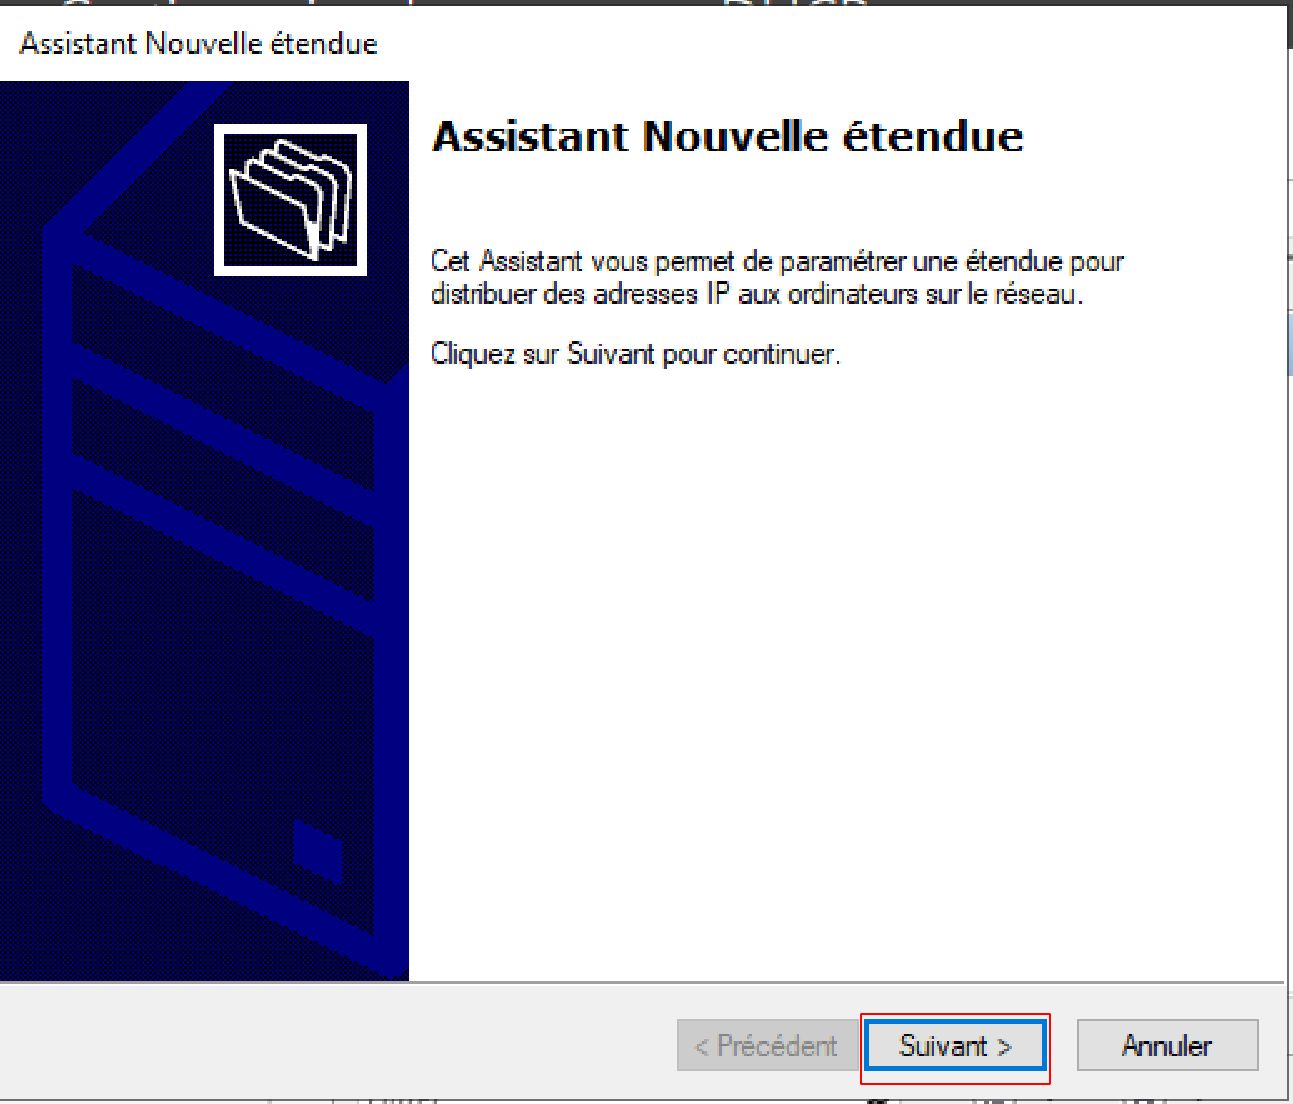 Assistant Nouvelle étendue
Assistant Nouvelle étendue
Cet Assistant vous permet de paramétrer une étendue pour
distribuer des adresses IP aux ordinateurs sur le réseau.
Cliquez sur Suivant pour continuer.
< Précédent
Suivant >
Annuler